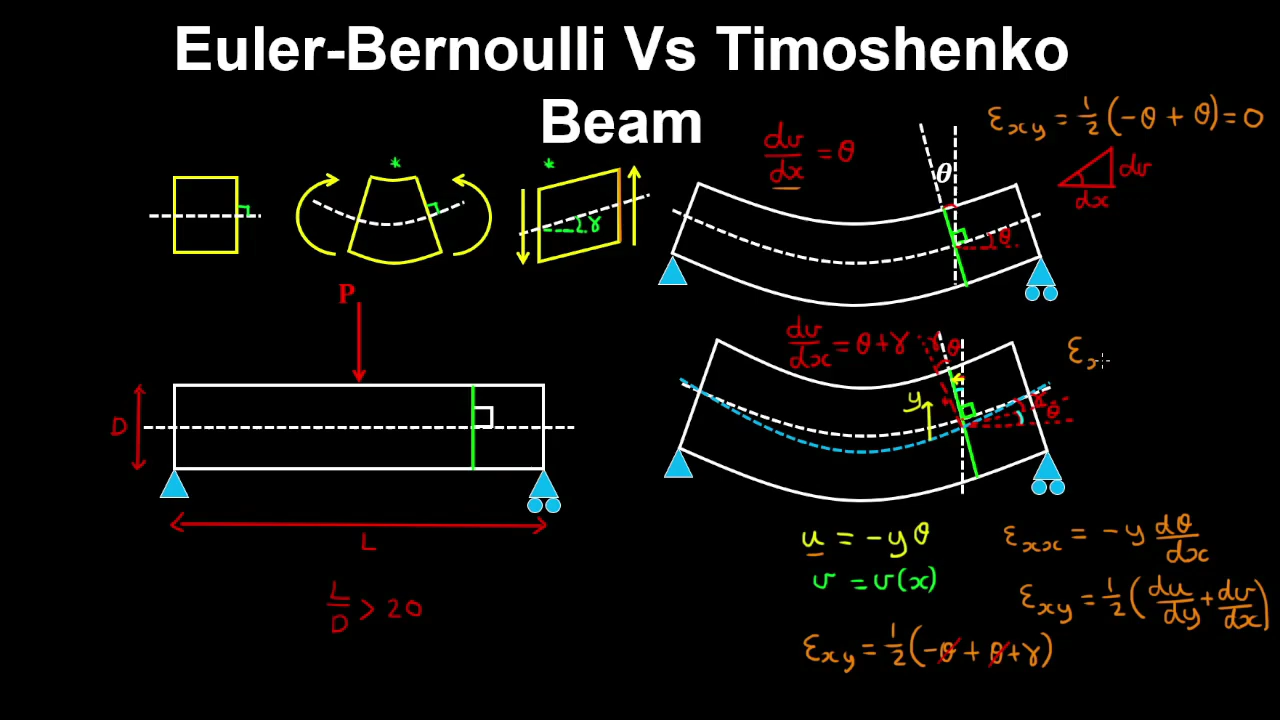 Euler-Bernoulli Vs Timoshenko
Beam
εxy = 1/2 (-θ + θ) = 0
dv/dx = θ
θ
dv
dx
θ
γ
*
*
P
D
L
L/D > 20
dv/dx = θ + γ
γ θ
y
γ
θ
εx
u = -yθ
v = v(x)
εxx = -y dθ/dx
εxy = 1/2 (du/dy + dv/dx)
εxy = 1/2 (-θ + θ + γ)